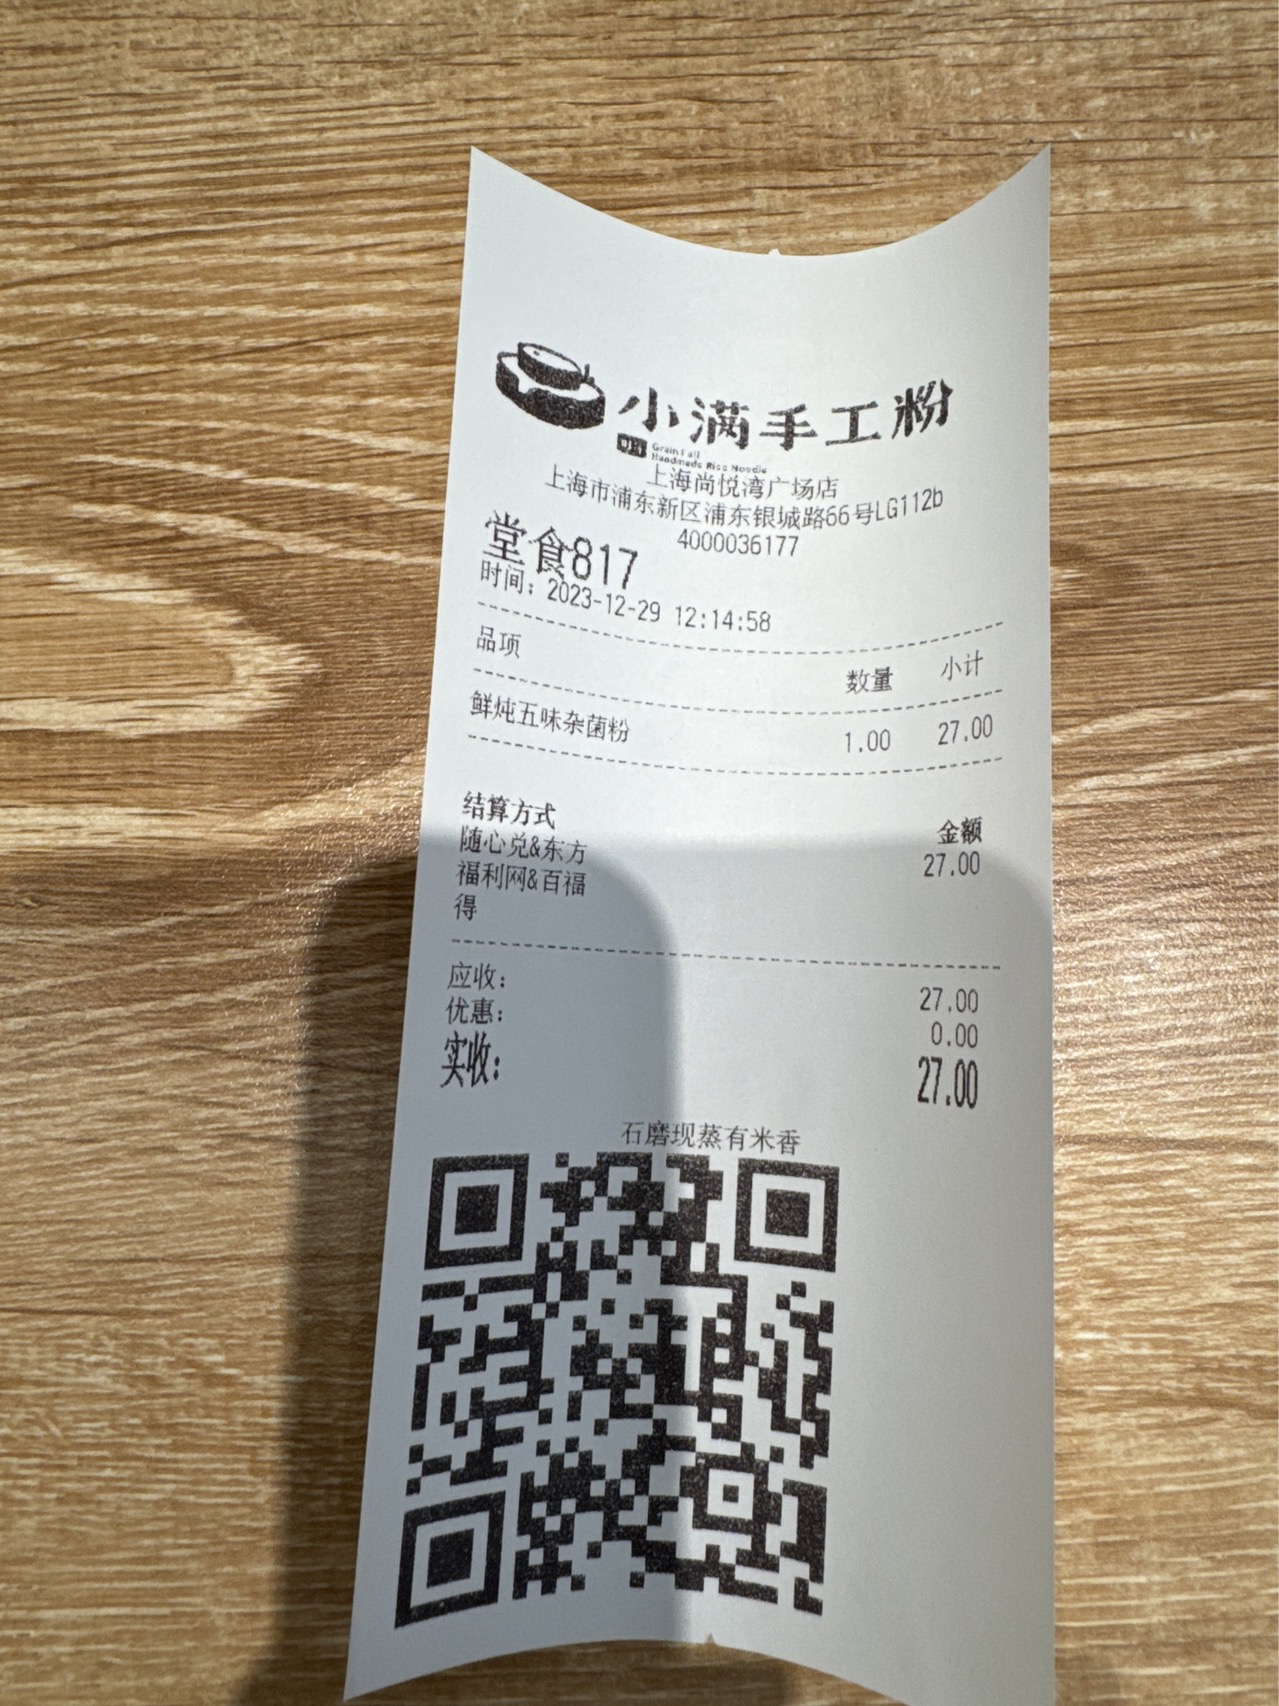 小满手工粉
Grain Full
Handmade Rice Noodle
上海尚悦湾广场店
上海市浦东新区浦东银城路66号LG112b
4000036177
堂食817
时间：2023-12-29 12:14:58
品项 数量 小计
鲜炖五味杂菌粉 1.00 27.00
结算方式 金额
随心兑&东方 27.00
福利网&百福
得
应收： 27.00
优惠： 0.00
实收： 27.00
石磨现蒸有米香